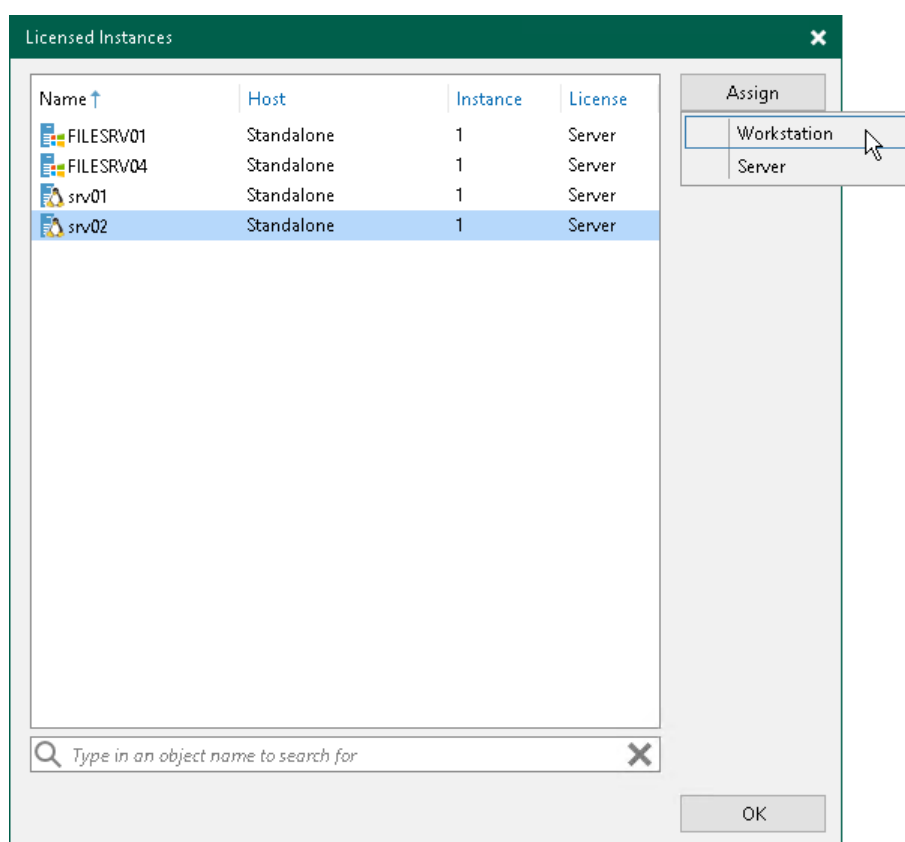 Licensed Instances
Name Host Instance License
FILESRV01 Standalone 1 Server
FILESRV04 Standalone 1 Server
srv01 Standalone 1 Server
srv02 Standalone 1 Server
Assign
Workstation
Server
Type in an object name to search for
OK